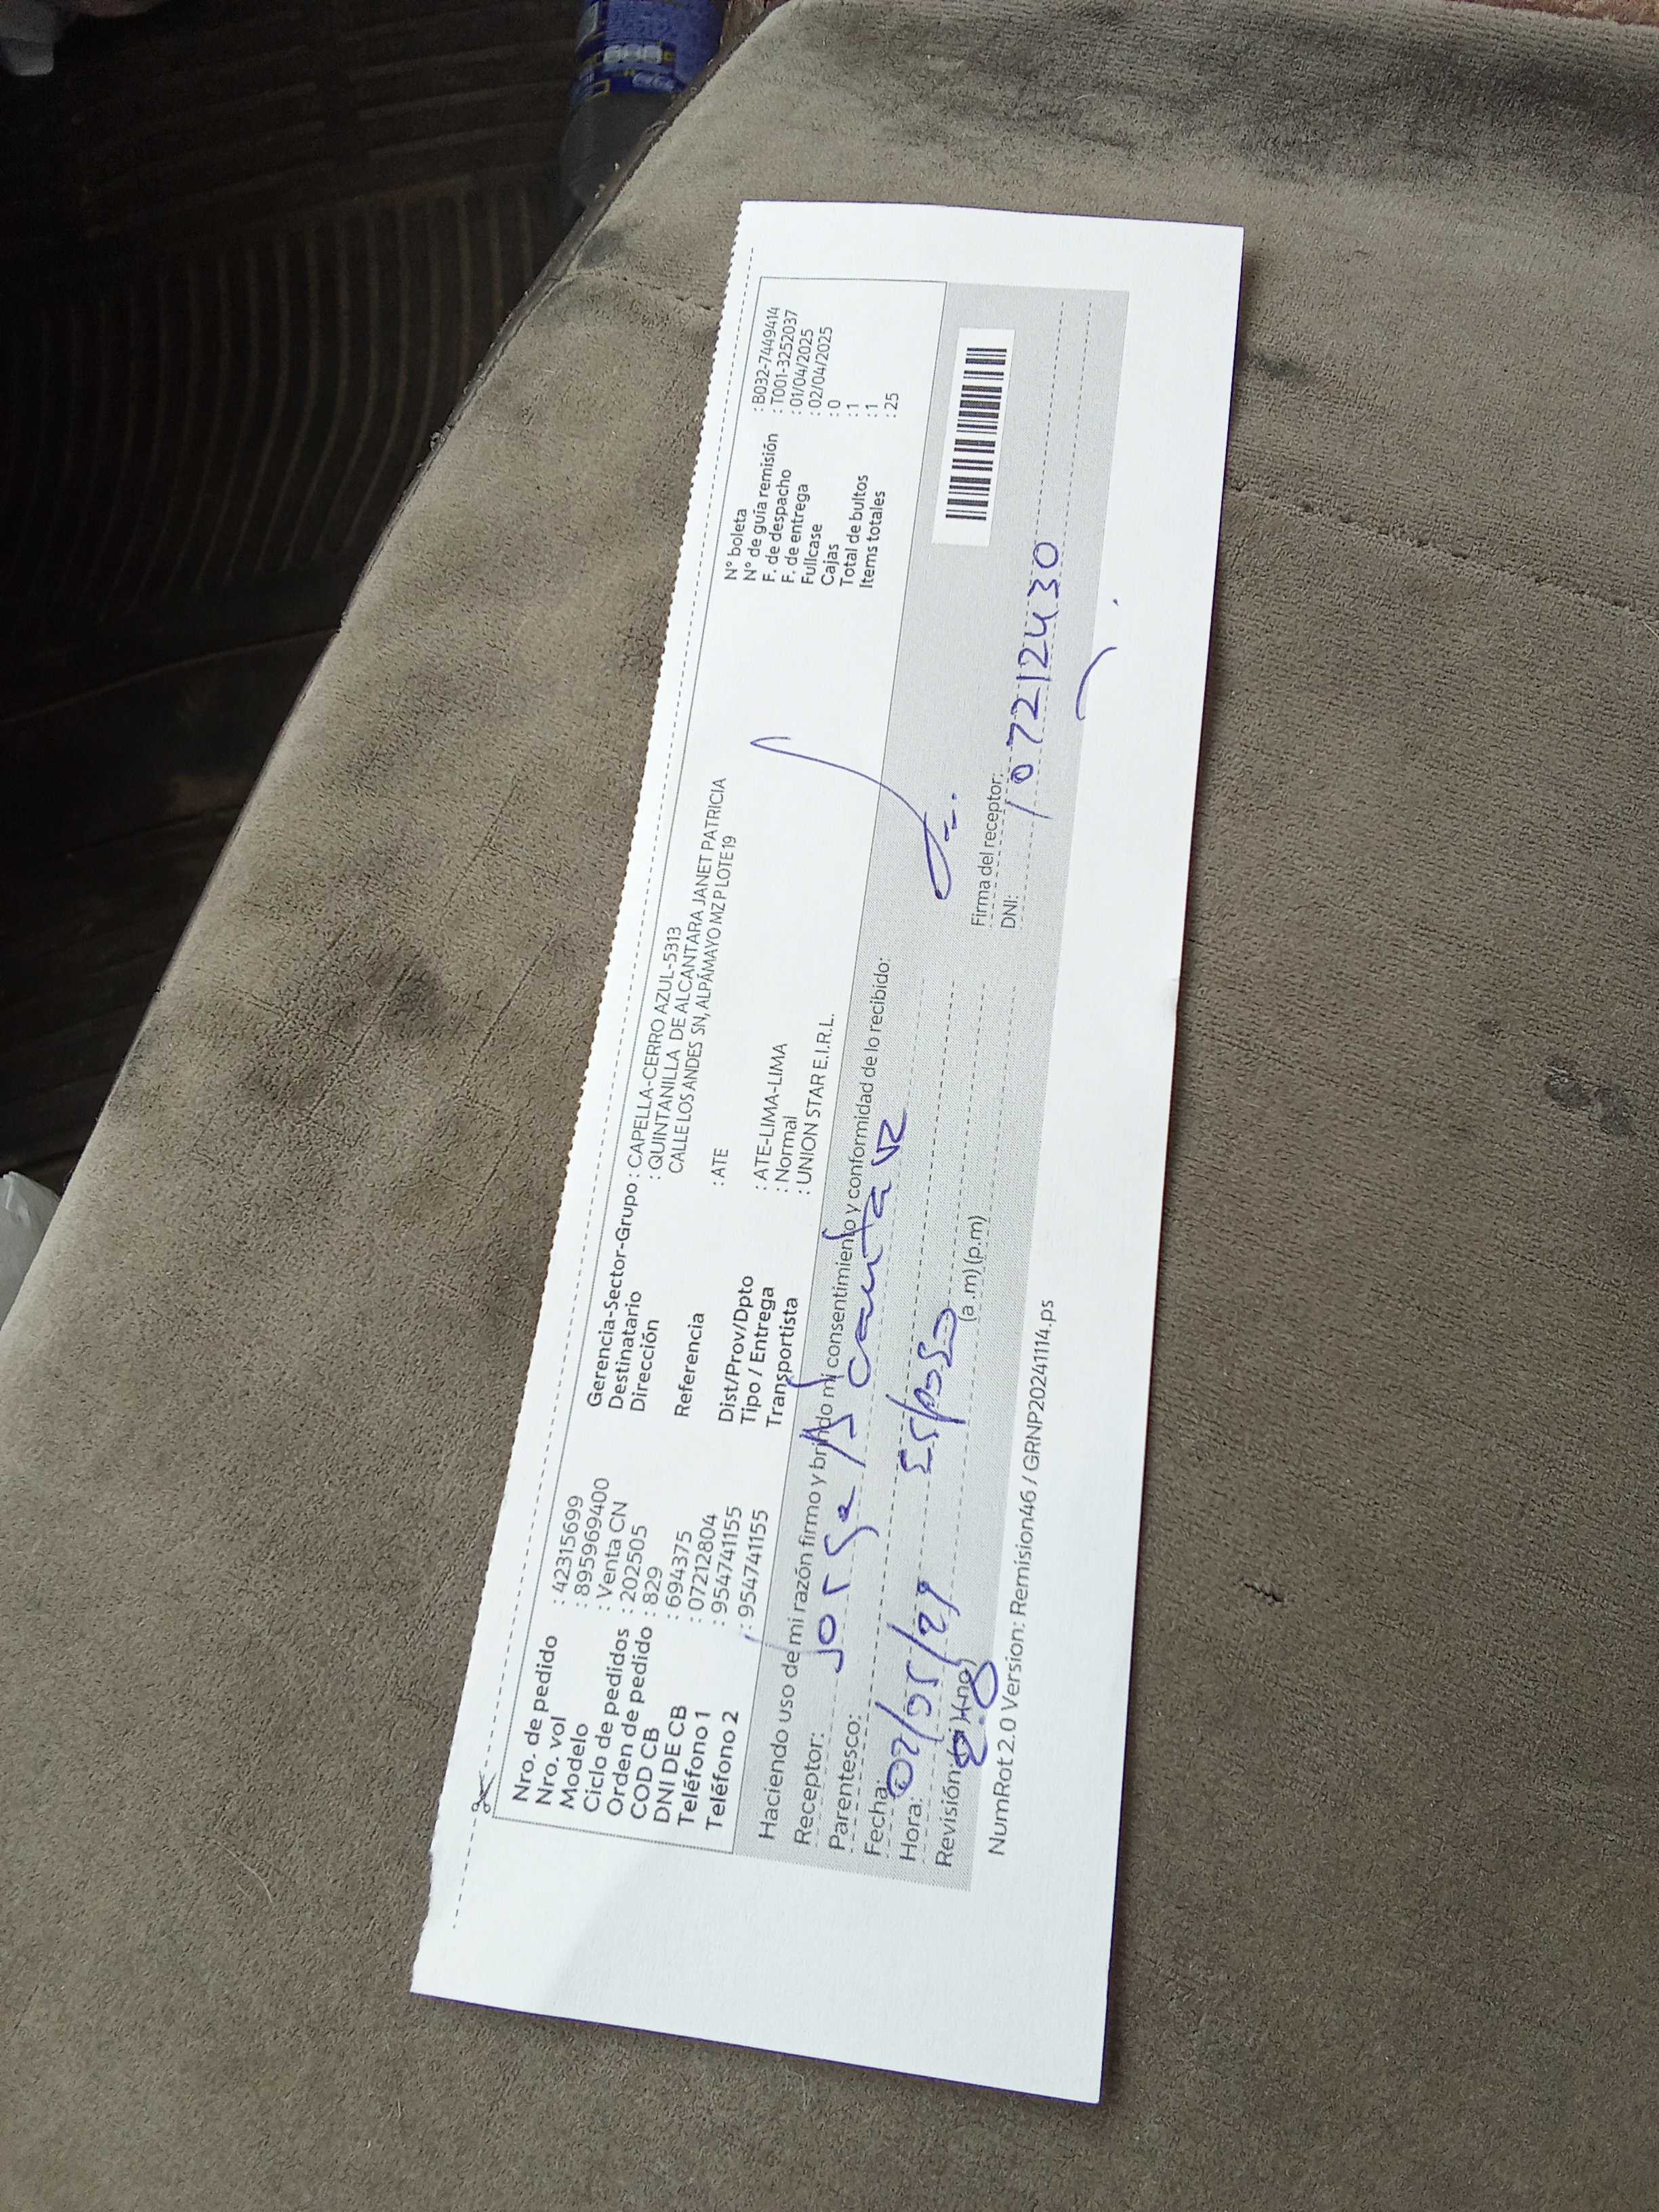 Nro. de pedido : 42315699
Nro. vol : 895969400
Modelo : Venta CN
Ciclo de pedidos : 202505
Orden de pedido : 829
COD CB : 694375
DNI DE CB : 07212804
Teléfono 1 : 954741155
Teléfono 2 : 954741155
Gerencia-Sector-Grupo : CAPELLA-CERRO AZUL-5313
Destinatario : QUINTANILLA DE ALCANTARA JANET PATRICIA
Dirección CALLE LOS ANDES SN, ALPAMAYO MZ P LOTE 19
Referencia : ATE
Dist/Prov/Dpto : ATE-LIMA-LIMA
Tipo / Entrega : Normal
Transportista : UNION STAR E.I.R.L.
N° boleta : B032-7449414
N° de guía remisión : T001-3252037
F. de despacho : 01/04/2025
F. de entrega : 02/04/2025
Fullcase : 0
Cajas : 1
Total de bultos : 1
Items totales : 25
Haciendo uso de mi razón firmo y brindo mi consentimiento y conformidad de lo recibido:
Receptor: Jorge Alcantara
Parentesco: Esposo
Fecha:
Hora: (a.m) (p.m)
Revisión:
Firma del receptor:
DNI: 07212430
NumRot 2.0 Version: Remision46 / GRNP20241114.ps